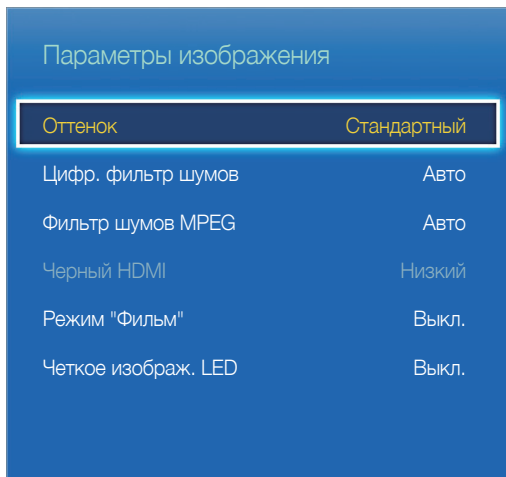 Параметры изображения
Оттенок Стандартный
Цифр. фильтр шумов Авто
Фильтр шумов MPEG Авто
Черный HDMI Низкий
Режим "Фильм" Выкл.
Четкое изображ. LED Выкл.